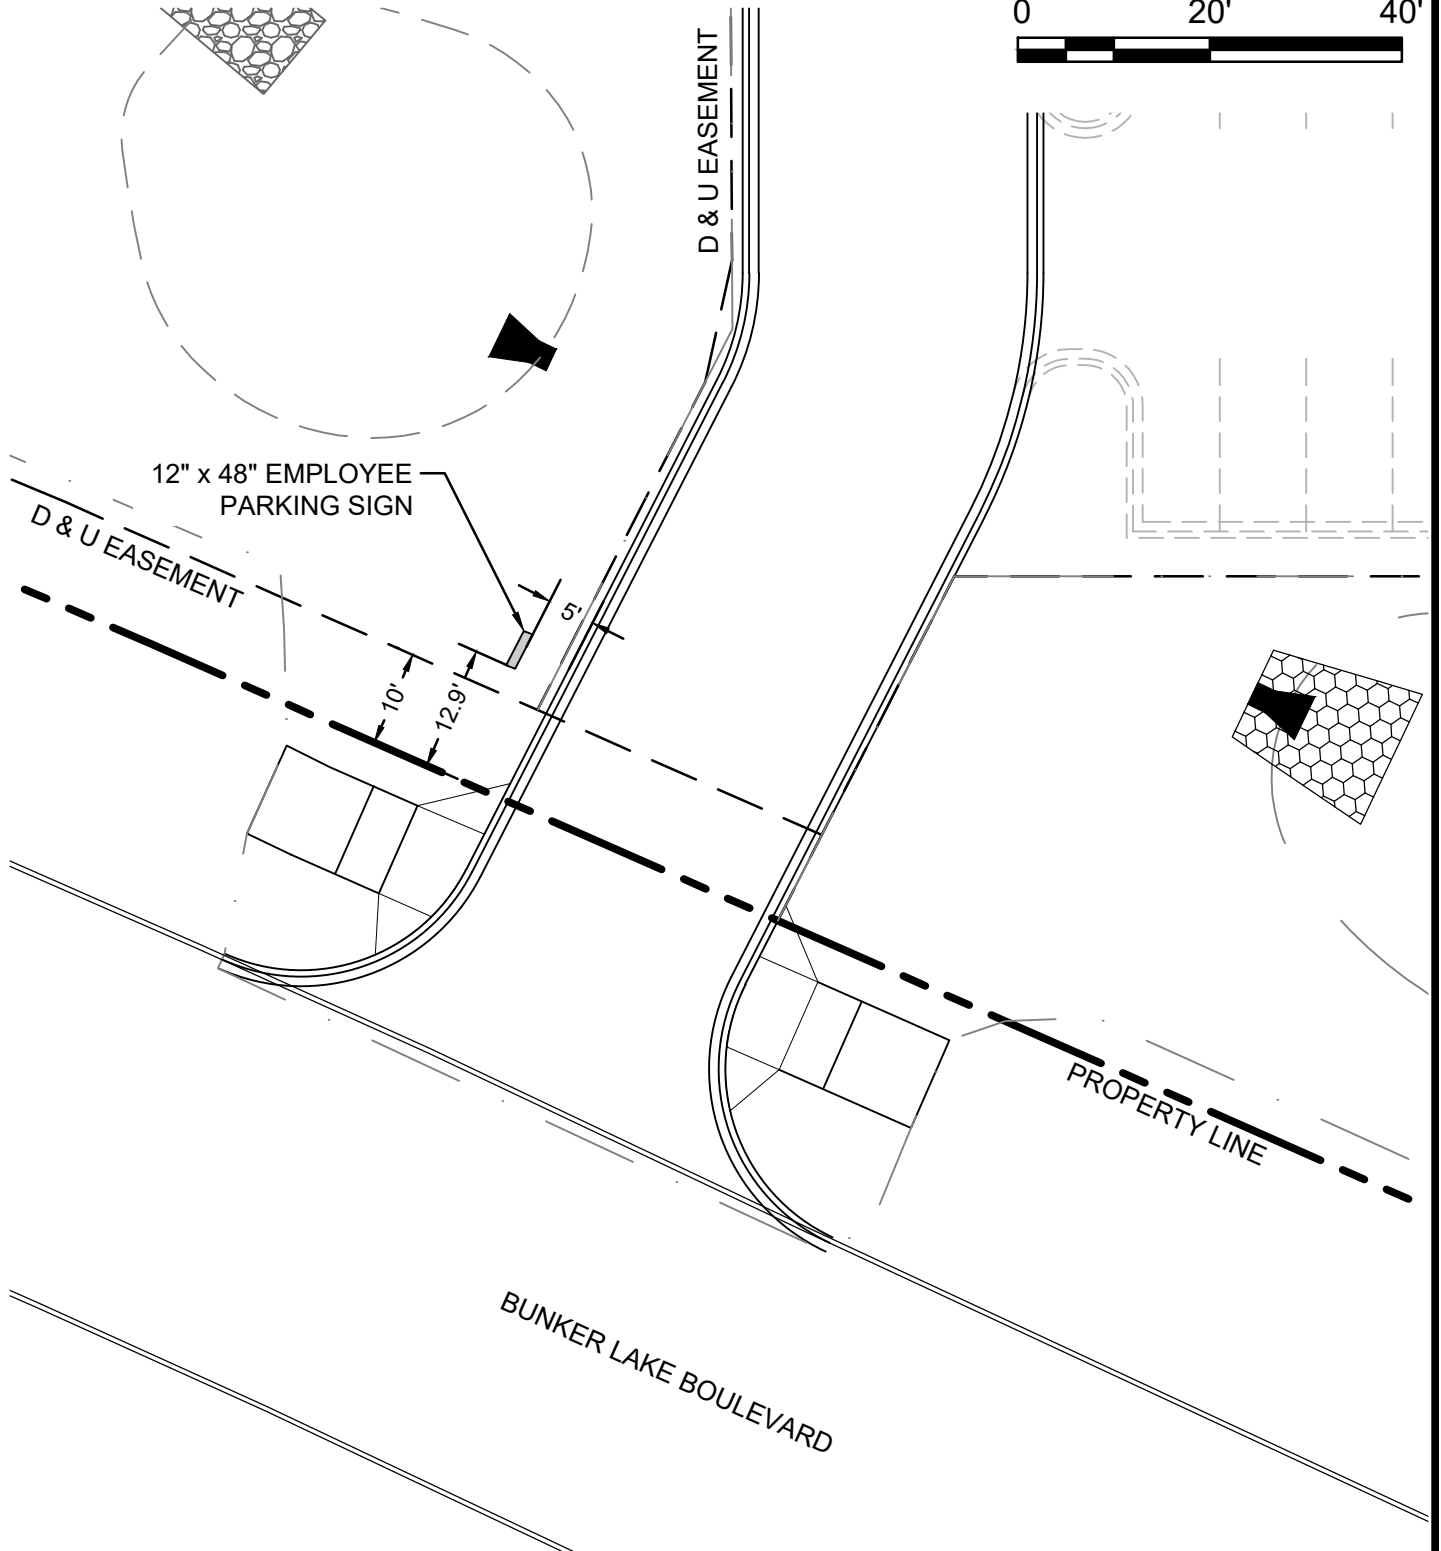 0 20' 40'
D & U EASEMENT
12" x 48" EMPLOYEE
PARKING SIGN
D & U EASEMENT
5'
10'
12.9'
PROPERTY LINE
BUNKER LAKE BOULEVARD